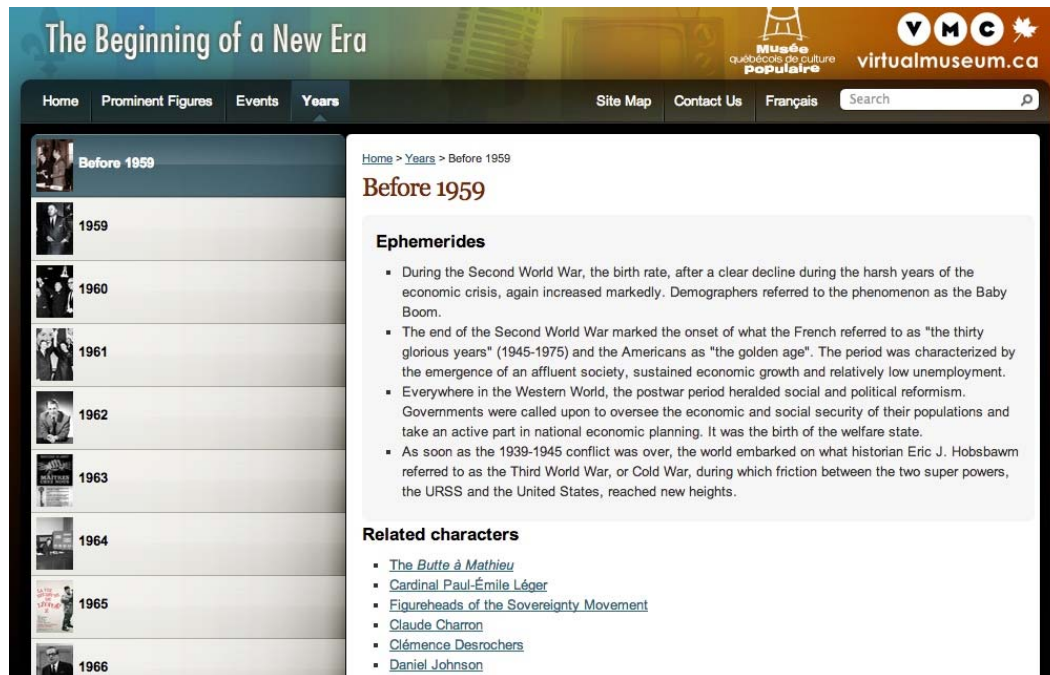 The Beginning of a New Era
Musée
québécois de culture
populaire
VMC
virtualmuseum.ca
Home Prominent Figures Events Years Site Map Contact Us Français Search
Before 1959
1959
1960
1961
1962
1963
1964
1965
1966
Home > Years > Before 1959
Before 1959
Ephemerides
▪ During the Second World War, the birth rate, after a clear decline during the harsh years of the
economic crisis, again increased markedly. Demographers referred to the phenomenon as the Baby
Boom.
▪ The end of the Second World War marked the onset of what the French referred to as "the thirty
glorious years" (1945-1975) and the Americans as "the golden age". The period was characterized by
the emergence of an affluent society, sustained economic growth and relatively low unemployment.
▪ Everywhere in the Western World, the postwar period heralded social and political reformism.
Governments were called upon to oversee the economic and social security of their populations and
take an active part in national economic planning. It was the birth of the welfare state.
▪ As soon as the 1939-1945 conflict was over, the world embarked on what historian Eric J. Hobsbawm
referred to as the Third World War, or Cold War, during which friction between the two super powers,
the URSS and the United States, reached new heights.
Related characters
▪ The Butte à Mathieu
▪ Cardinal Paul-Émile Léger
▪ Figureheads of the Sovereignty Movement
▪ Claude Charron
▪ Clémence Desrochers
▪ Daniel Johnson